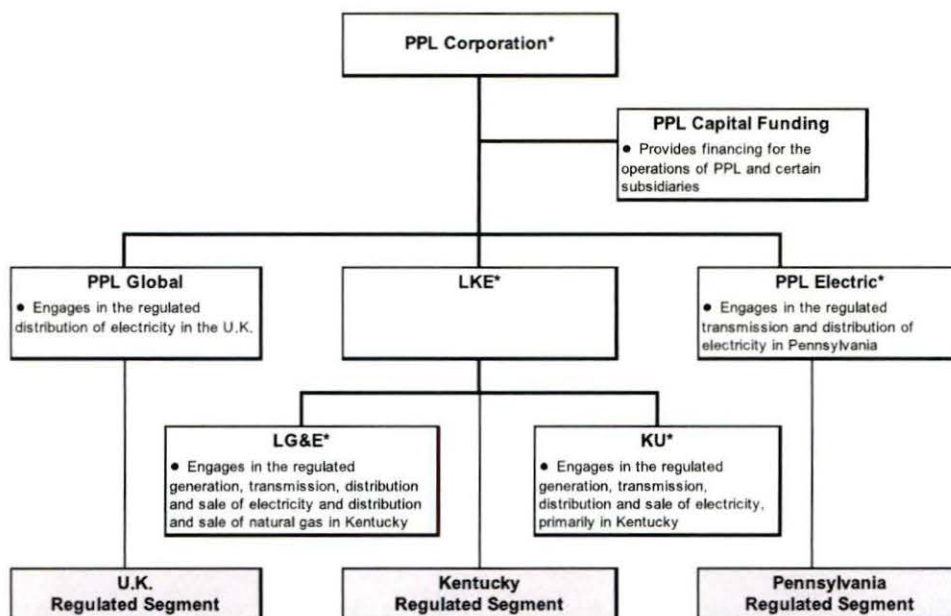 PPL Corporation*
PPL Capital Funding
● Provides financing for the
operations of PPL and certain
subsidiaries
PPL Global
● Engages in the regulated
distribution of electricity in the U.K.
LKE*
PPL Electric*
● Engages in the regulated
transmission and distribution of
electricity in Pennsylvania
LG&E*
● Engages in the regulated
generation, transmission, distribution
and sale of electricity and distribution
and sale of natural gas in Kentucky
KU*
● Engages in the regulated
generation, transmission,
distribution and sale of electricity,
primarily in Kentucky
U.K.
Regulated Segment
Kentucky
Regulated Segment
Pennsylvania
Regulated Segment